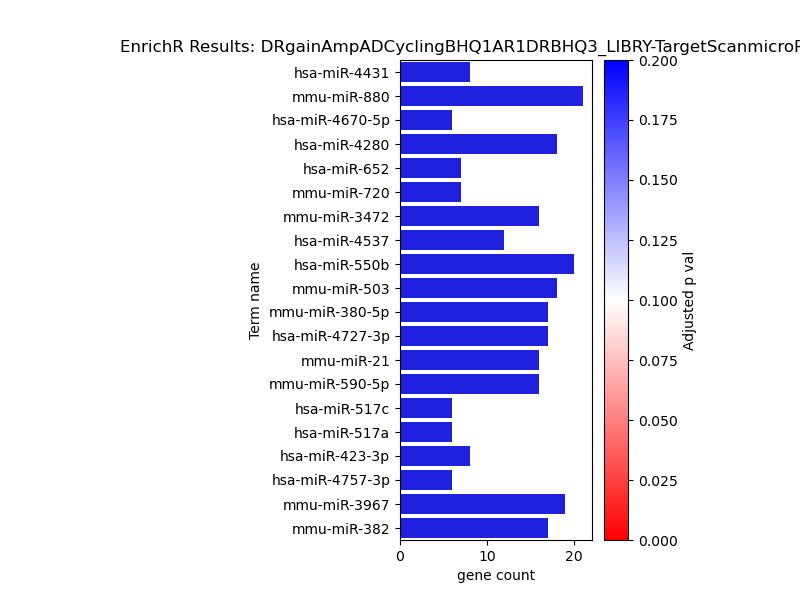 EnrichR Results: DRgainAmpADCyclingBHQ1AR1DRBHQ3_LIBRY-TargetScanmicroR
hsa-miR-4431
mmu-miR-880
hsa-miR-4670-5p
hsa-miR-4280
hsa-miR-652
mmu-miR-720
mmu-miR-3472
hsa-miR-4537
hsa-miR-550b
mmu-miR-503
mmu-miR-380-5p
hsa-miR-4727-3p
mmu-miR-21
mmu-miR-590-5p
hsa-miR-517c
hsa-miR-517a
hsa-miR-423-3p
hsa-miR-4757-3p
mmu-miR-3967
mmu-miR-382
Term name
0 10 20
gene count
0.200
0.175
0.150
0.125
0.100
0.075
0.050
0.025
0.000
Adjusted p val